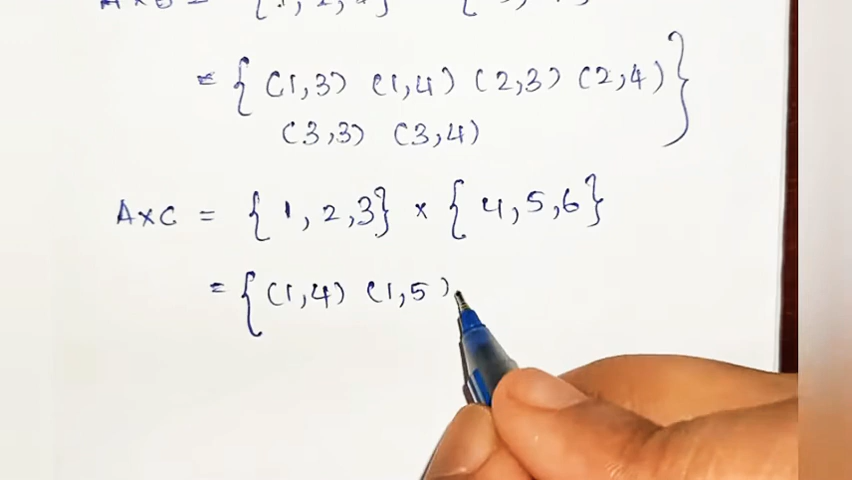 = { (1,3) (1,4) (2,3) (2,4)
(3,3) (3,4) }
A×C = { 1, 2, 3} × { 4, 5, 6}
= { (1,4) (1,5)